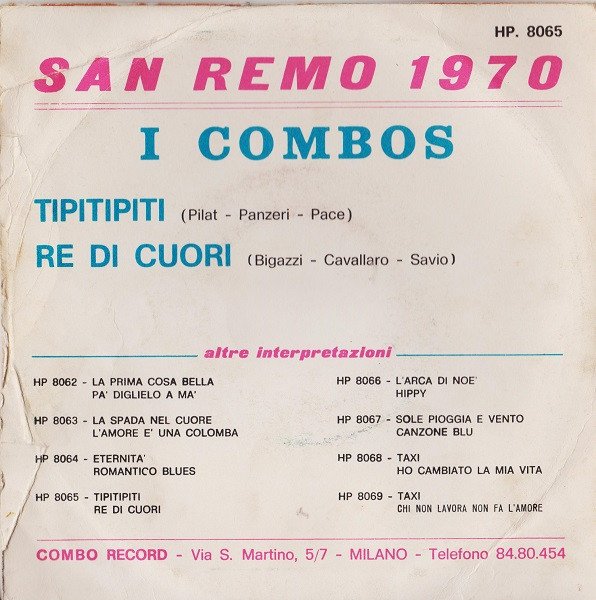 HP. 8065
SAN REMO 1970
I COMBOS
TIPITIPITI (Pilat - Panzeri - Pace)
RE DI CUORI (Bigazzi - Cavallaro - Savio)
altre interpretazioni
HP 8062 - LA PRIMA COSA BELLA
PA' DIGLIELO A MA'
HP 8063 - LA SPADA NEL CUORE
L'AMORE E' UNA COLOMBA
HP 8064 - ETERNITA'
ROMANTICO BLUES
HP 8065 - TIPITIPITI
RE DI CUORI
HP 8066 - L'ARCA DI NOE'
HIPPY
HP 8067 - SOLE PIOGGIA E VENTO
CANZONE BLU
HP 8068 - TAXI
HO CAMBIATO LA MIA VITA
HP 8069 - TAXI
CHI NON LAVORA NON FA L'AMORE
COMBO RECORD - Via S. Martino, 5/7 - MILANO - Telefono 84.80.454